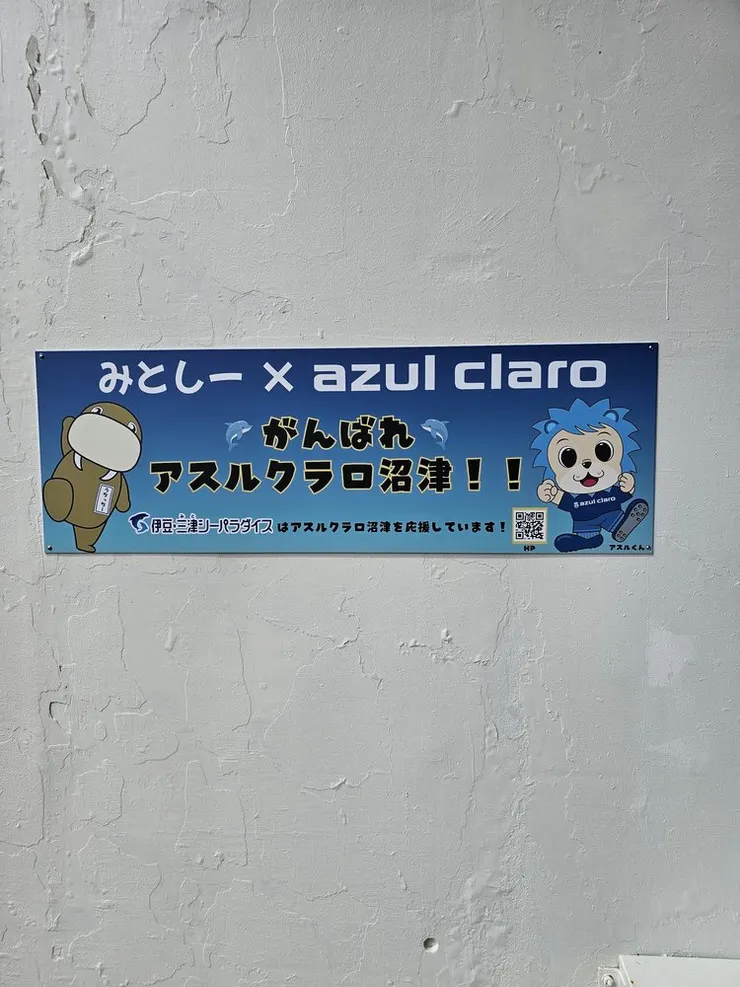 みとしー × azul claro
がんばれ
アスルクラロ沼津！！
伊豆・三津シーパラダイス はアスルクラロ沼津を応援しています！
HP
azul claro
アスルくん